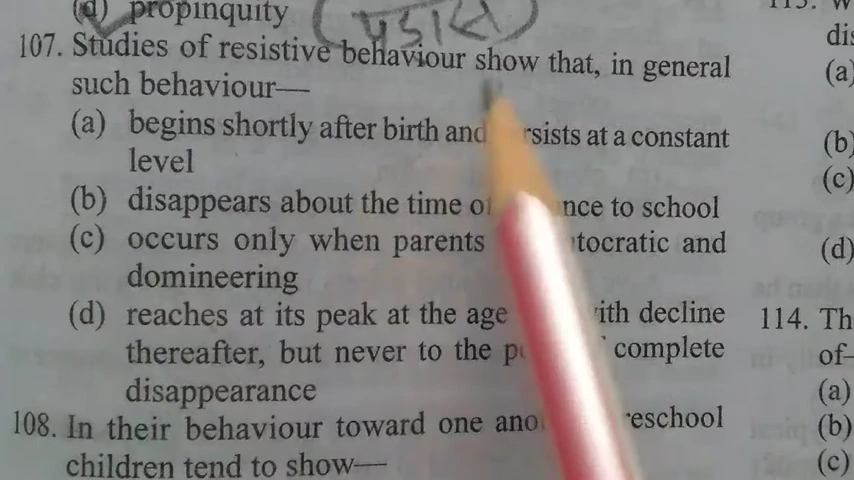 (d) propinquity
107. Studies of resistive behaviour show that, in general
such behaviour—
(a) begins shortly after birth and rsists at a constant
level
(b) disappears about the time of nce to school
(c) occurs only when parents tocratic and
domineering
(d) reaches at its peak at the age ith decline
thereafter, but never to the complete
disappearance
108. In their behaviour toward one reschool
children tend to show—
dis
(a)
(b)
(c)
(d)
114. Th
of—
(a)
(b)
(c)